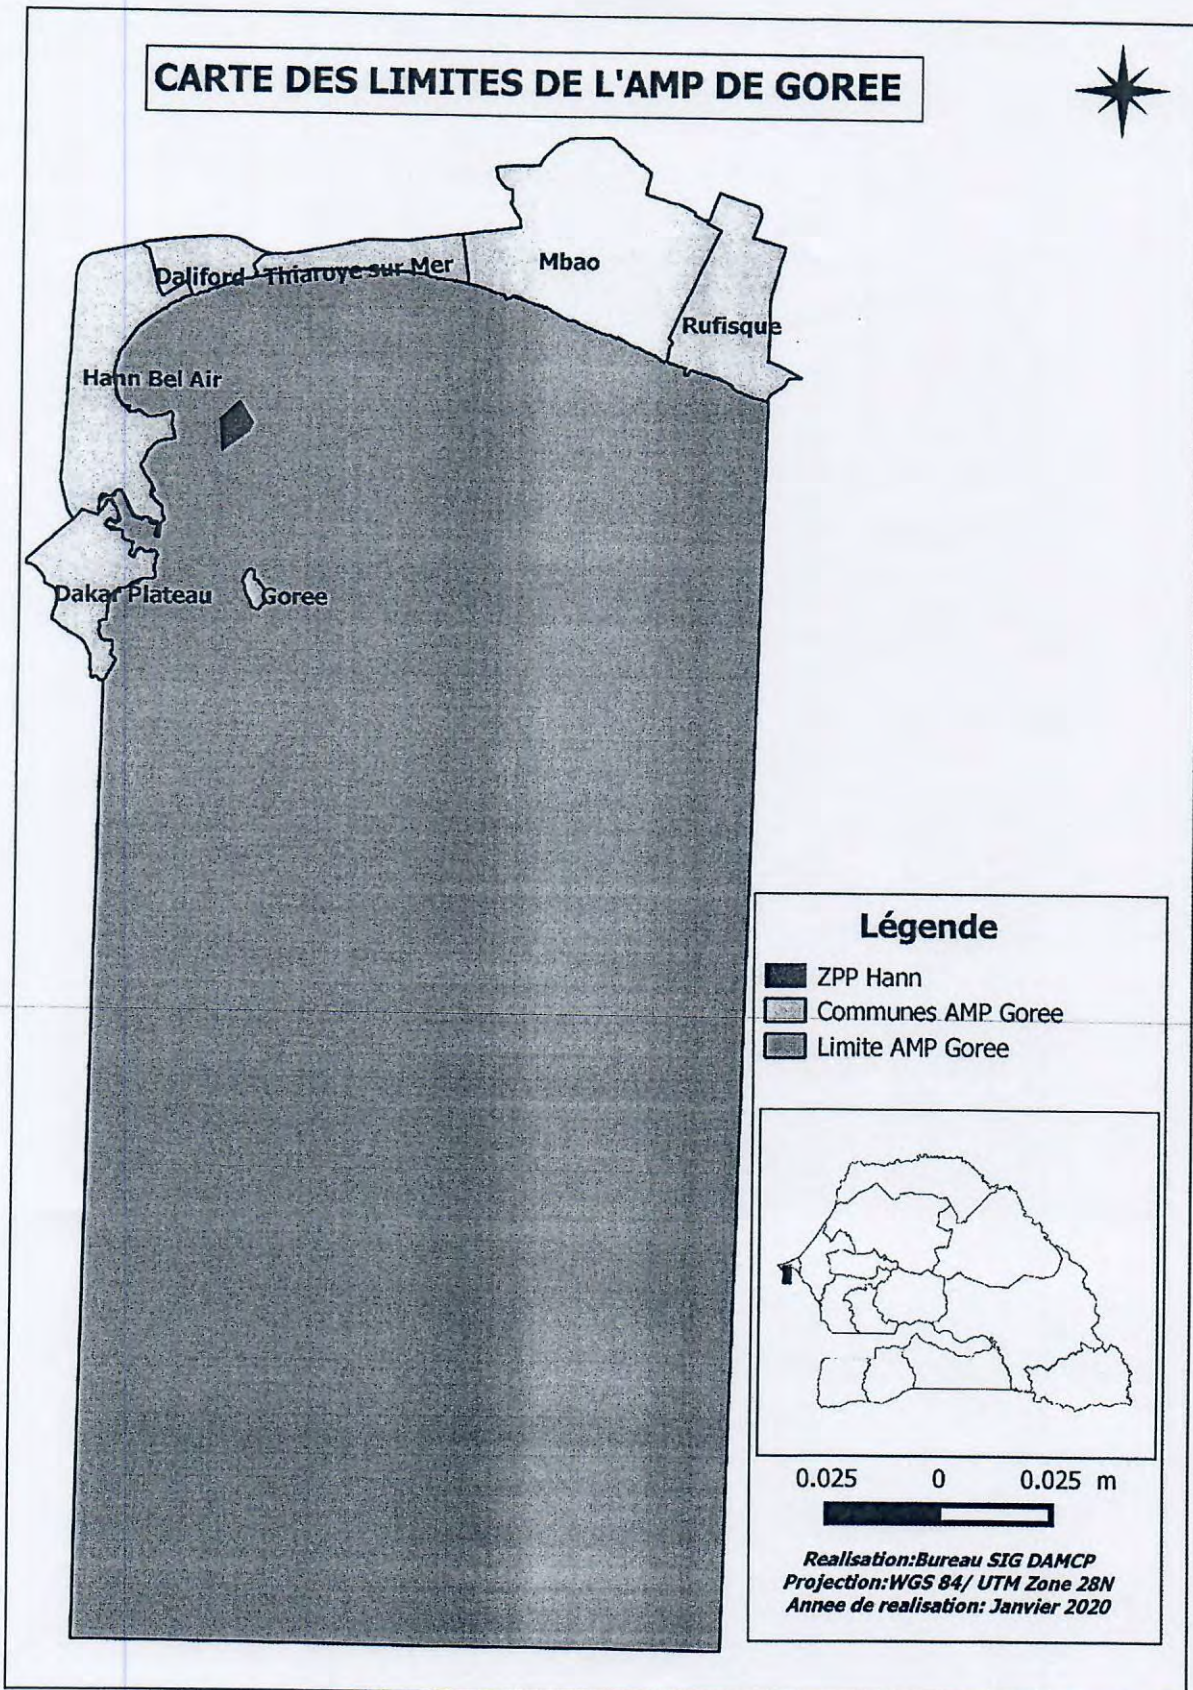 CARTE DES LIMITES DE L'AMP DE GOREE
Daliford
Thiaroye sur Mer
Mbao
Rufisque
Hann Bel Air
Dakar Plateau
Goree
Légende
ZPP Hann
Communes AMP Goree
Limite AMP Goree
0.025 0 0.025 m
Realisation:Bureau SIG DAMCP
Projection:WGS 84/ UTM Zone 28N
Annee de realisation: Janvier 2020